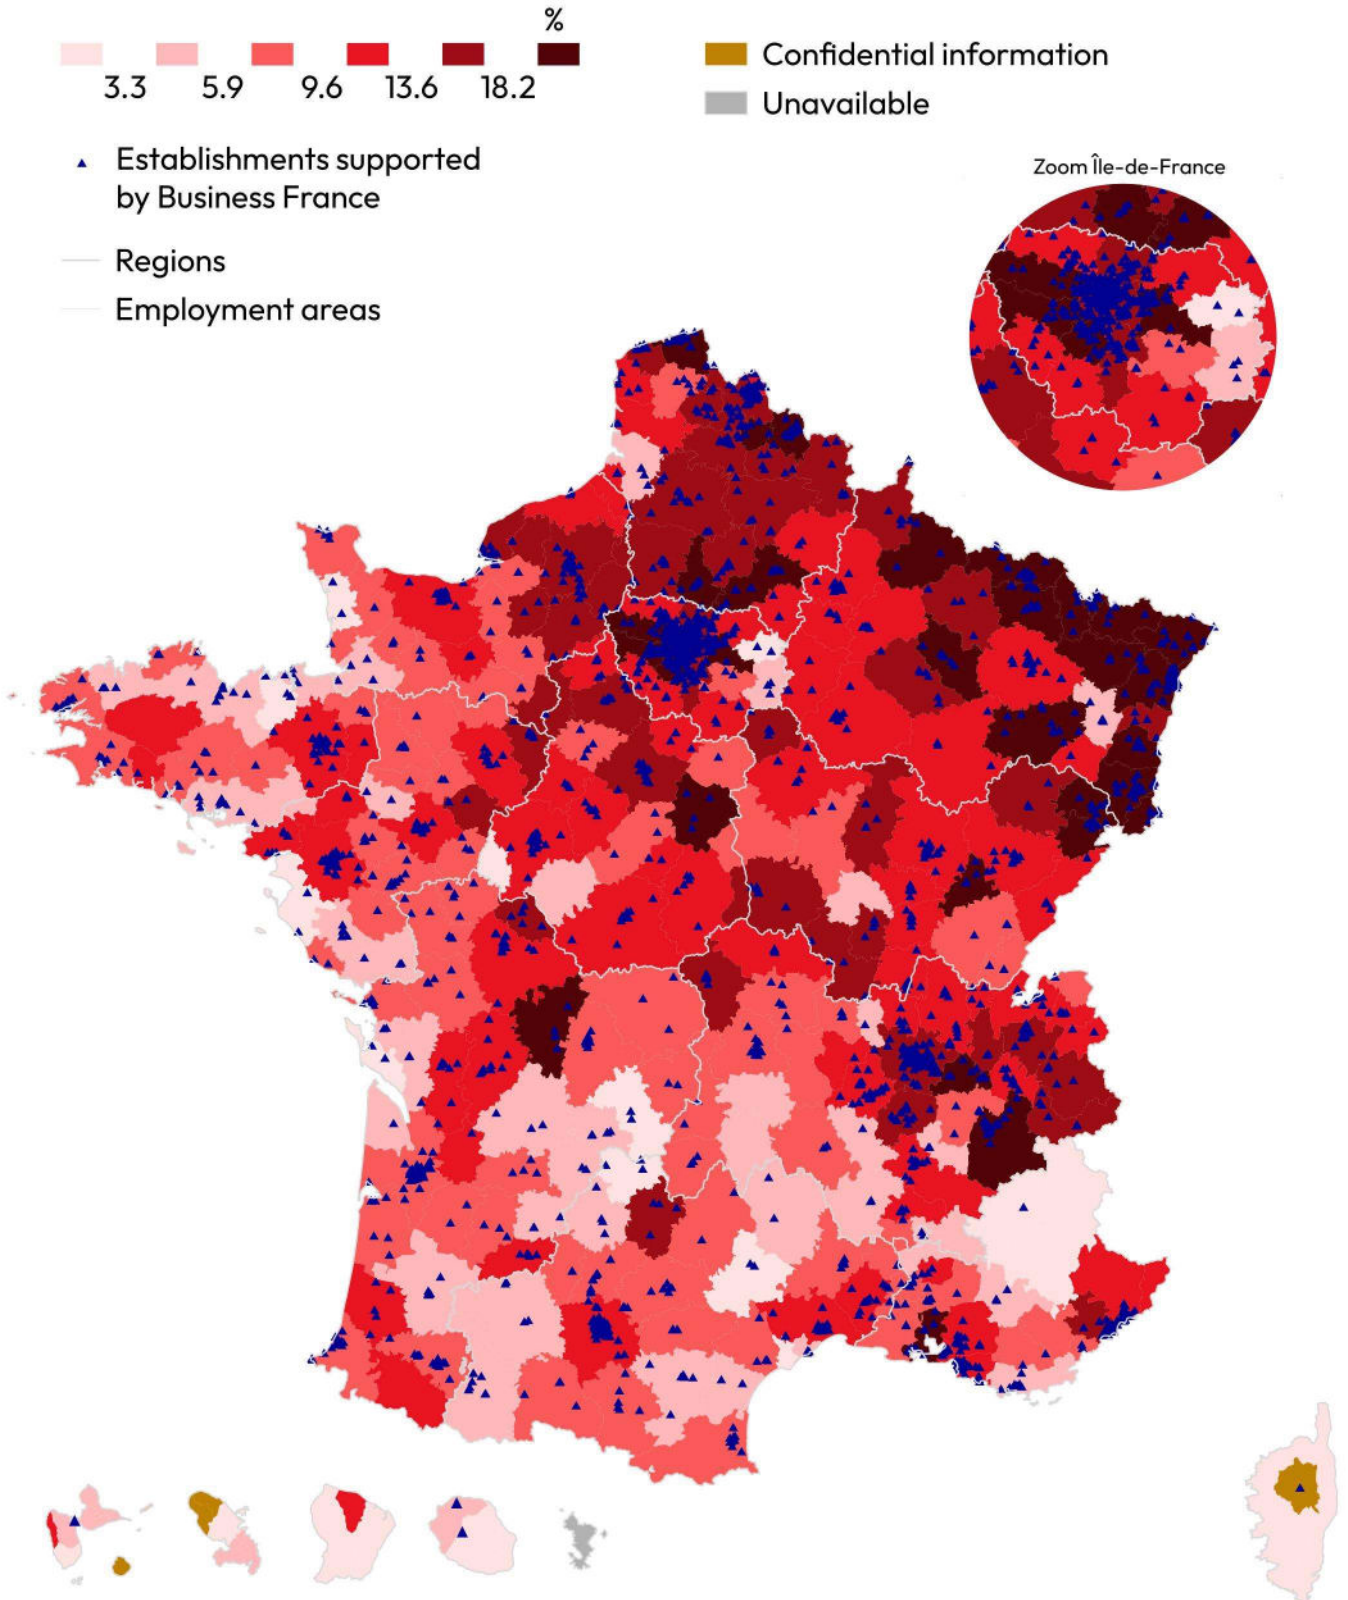 %
3.3 5.9 9.6 13.6 18.2
Confidential information
Unavailable
Establishments supported
by Business France
Regions
Employment areas
Zoom Île-de-France